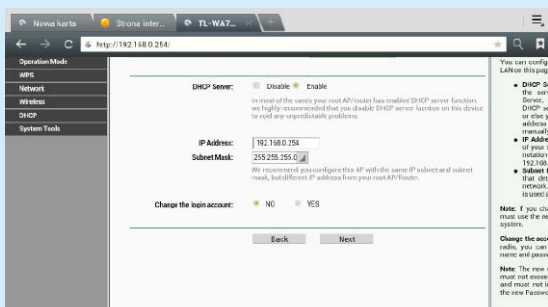 Nowa karta
Strona inter...
TL-WA7...
http://192.168.0.254/
Operation Mode
WPS
Network
Wireless
DHCP
System Tools
DHCP Server:
Disable
Enable
In most of the cases your root AP/router has enabled DHCP server function,
we highly recommended that you disable DHCP server function on this device
to void any unpredictable problems.
IP Address:
192.168.0.254
Subnet Mask:
255.255.255.0
We recommend you configure this AP with the same IP subnet and subnet
mask, but different IP address from your root AP/Router.
Change the login account:
NO
YES
Back
Next
You can config
LAN on this pag
DHCP S
the ser
Server,
DHCP se
or else y
address
manually
IP Addre
of your
notation
192.168.
Subnet
that det
network.
is used a
Note: If you cha
must use the ne
system.
Change the acco
radio, you can
name and passw
Note: The new
must not excee
and must not in
the new Passwo